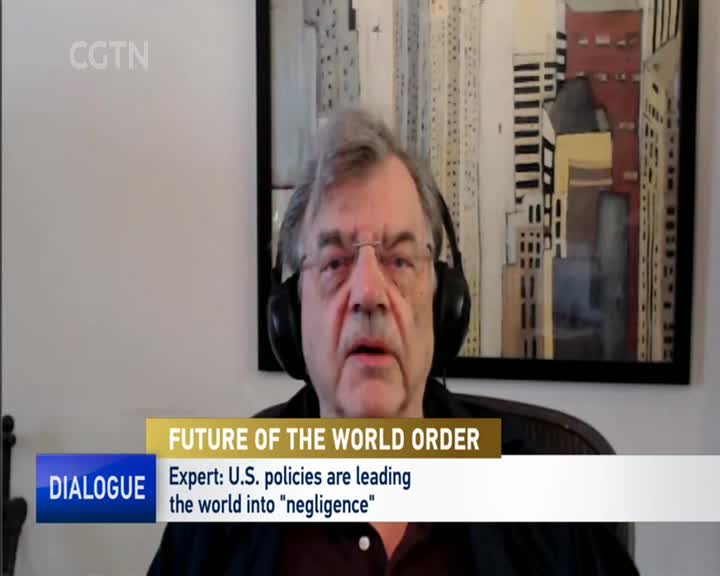 CGTN
FUTURE OF THE WORLD ORDER
DIALOGUE
Expert: U.S. policies are leading
the world into "negligence"